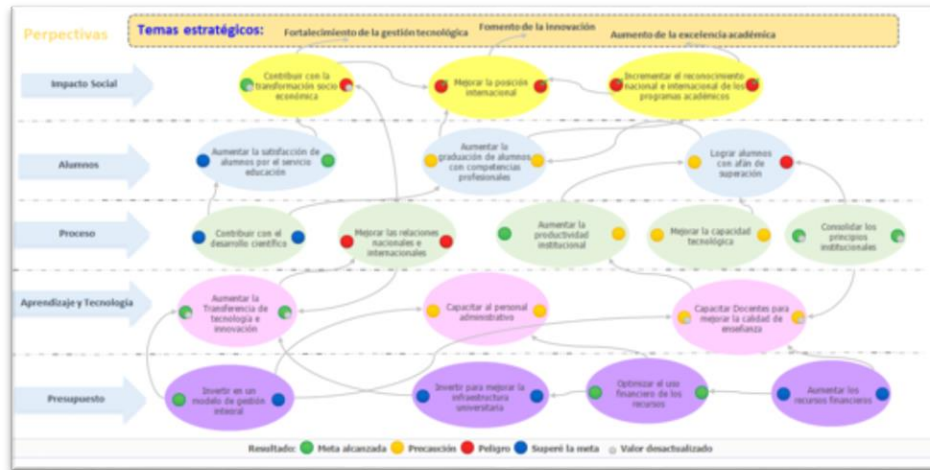 Perpectivas
Temas estratégicos:
Fortalecimiento de la gestión tecnológica
Fomento de la innovación
Aumento de la excelencia académica
Impacto Social
Contribuir con la
transformación socio
económica
Mejorar la posición
internacional
Incrementar el reconocimiento
nacional e internacional de los
programas académicos
Alumnos
Aumentar la satisfacción de
alumnos por el servicio
educación
Aumentar la
graduación de alumnos
con competencias
profesionales
Lograr alumnos
con afán de
superación
Proceso
Contribuir con el
desarrollo científica
Mejorar las relaciones
nacionales e
internacionales
Aumentar la
productividad
institucional
Mejorar la capacidad
tecnológica
Consolidar los
principios
institucionales
Aprendizaje y Tecnología
Aumentar la
Transferencia de
tecnología e
innovación
Capacitar al personal
administrativo
Capacitar Docentes para
mejorar la calidad de
enseñanza
Presupuesto
Invertir en un
modelo de gestión
integral
Invertir para mejorar la
infraestructura
universitaria
Optimizar el uso
financiero de los
recursos
Aumentar los
recursos financieros
Resultado: Meta alcanzada Precaución Peligro Superó la meta Valor desactualizado